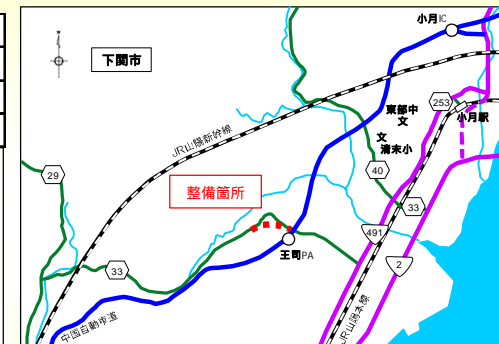 小月IC
下関市
253
東部中
文
小月駅
文
清末小
JR山陽新幹線
29
40
整備箇所
33
491
王司PA
33
2
中国自動車道
JR山陽本線